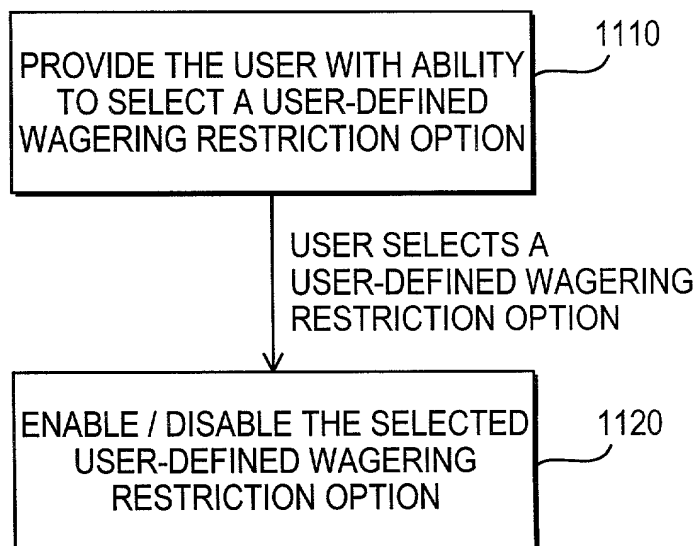 1110
PROVIDE THE USER WITH ABILITY
TO SELECT A USER-DEFINED
WAGERING RESTRICTION OPTION
USER SELECTS A
USER-DEFINED WAGERING
RESTRICTION OPTION
ENABLE / DISABLE THE SELECTED
USER-DEFINED WAGERING
RESTRICTION OPTION
1120